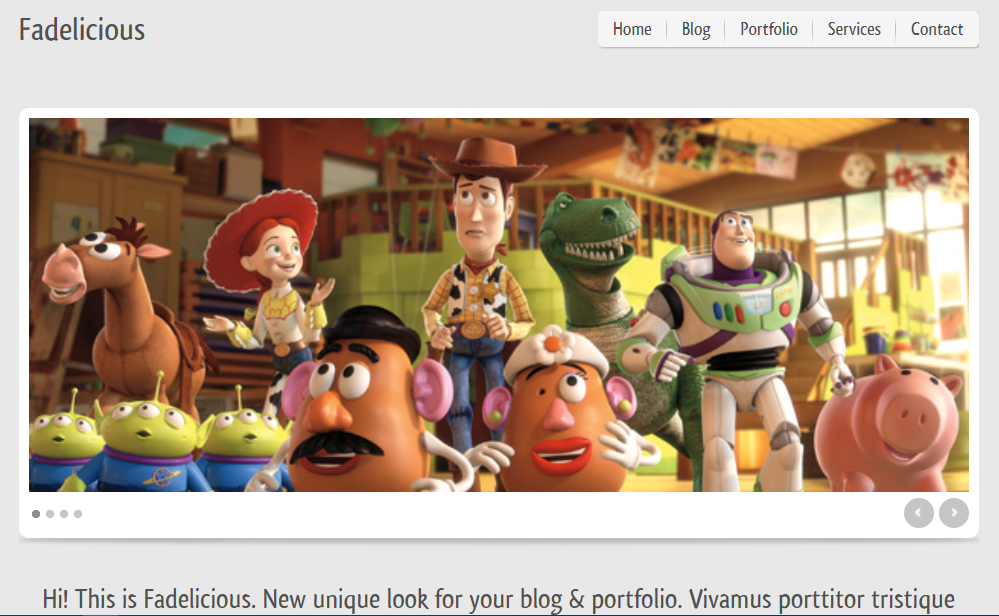 Fadelicious
Home Blog Portfolio Services Contact
Hi! This is Fadelicious. New unique look for your blog & portfolio. Vivamus porttitor tristique